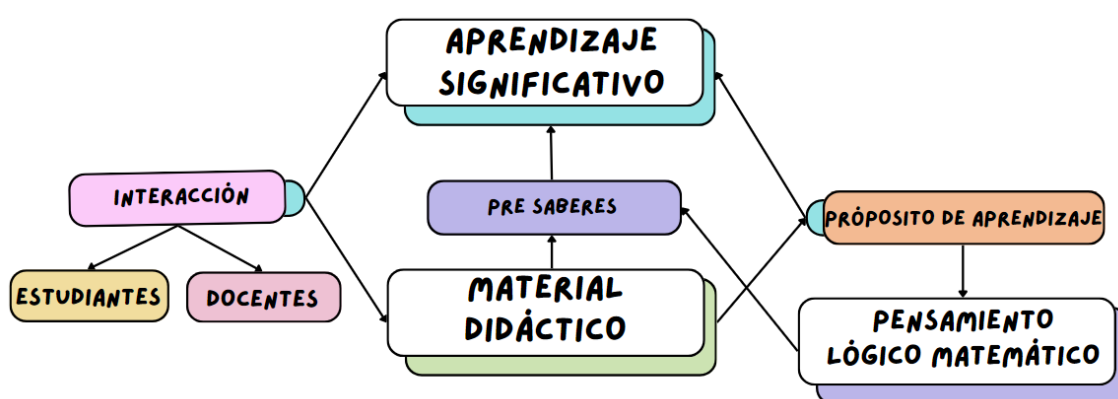 APRENDIZAJE
SIGNIFICATIVO
INTERACCIÓN
PRE SABERES
PRÓPOSITO DE APRENDIZAJE
ESTUDIANTES
DOCENTES
MATERIAL
DIDÁCTICO
PENSAMIENTO
LÓGICO MATEMÁTICO